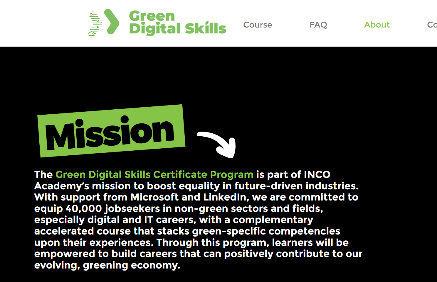 Green
Digital Skills
Course FAQ About Co
Mission
The Green Digital Skills Certificate Program is part of INCO
Academy's mission to boost equality in future-driven industries.
With support from Microsoft and LinkedIn, we are committed to
equip 40,000 jobseekers in non-green sectors and fields,
especially digital and IT careers, with a complementary
accelerated course that stacks green-specific competencies
upon their experiences. Through this program, learners will be
empowered to build careers that can positively contribute to our
evolving, greening economy.